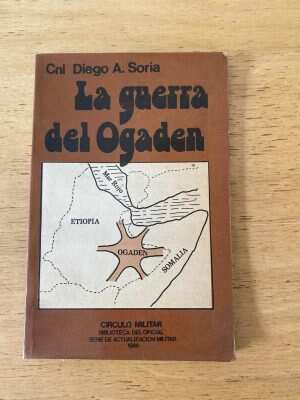 Cnl Diego A. Soria
La guerra
del Ogaden
Mar Rojo
ETIOPIA
OGADEN
SOMALIA
CIRCULO MILITAR
BIBLIOTECA DEL OFICIAL
SERIE DE ACTUALIZACION MILITAR